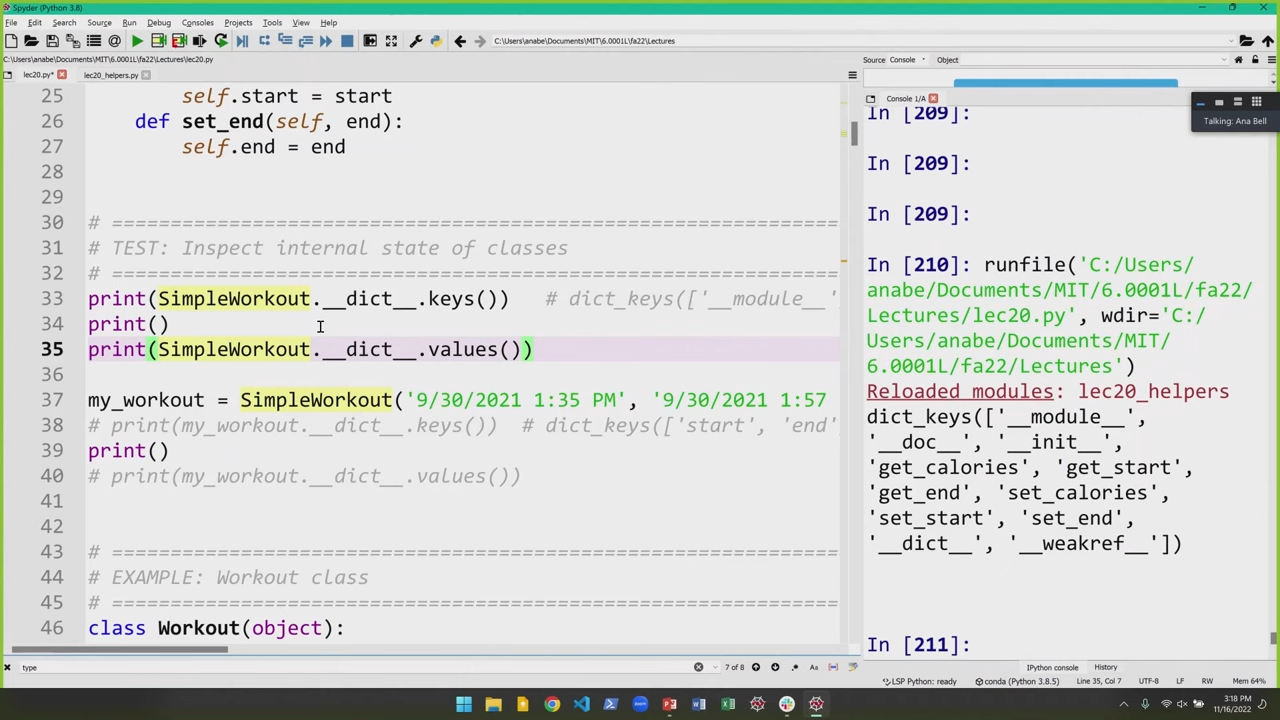 Spyder (Python 3.8)
File Edit Search Source Run Debug Consoles Projects Tools View Help
C:\Users\anabe\Documents\MIT\6.0001L\fa22\Lectures
C:\Users\anabe\Documents\MIT\6.0001L\fa22\Lectures\lec20.py
lec20.py* lec20_helpers.py
25 self.start = start
26 def set_end(self, end):
27 self.end = end
28
29
30 # ==============================================================
31 # TEST: Inspect internal state of classes
32 # ==============================================================
33 print(SimpleWorkout.__dict__.keys()) # dict_keys(['__module__'
34 print()
35 print(SimpleWorkout.__dict__.values())
36
37 my_workout = SimpleWorkout('9/30/2021 1:35 PM', '9/30/2021 1:57
38 # print(my_workout.__dict__.keys()) # dict_keys(['start', 'end'
39 print()
40 # print(my_workout.__dict__.values())
41
42
43 # ==============================================================
44 # EXAMPLE: Workout class
45 # ==============================================================
46 class Workout(object):
type 7 of 8 Aa
Source Console Object
Console 1/A
Talking: Ana Bell
In [209]:
In [209]:
In [209]:
In [210]: runfile('C:/Users/
anabe/Documents/MIT/6.0001L/fa22/
Lectures/lec20.py', wdir='C:/
Users/anabe/Documents/MIT/
6.0001L/fa22/Lectures')
Reloaded modules: lec20_helpers
dict_keys(['__module__',
'__doc__', '__init__',
'get_calories', 'get_start',
'get_end', 'set_calories',
'set_start', 'set_end',
'__dict__', '__weakref__'])
In [211]:
IPython console History
LSP Python: ready conda (Python 3.8.5) Line 35, Col 7 UTF-8 LF RW Mem 64%
3:18 PM
11/16/2022